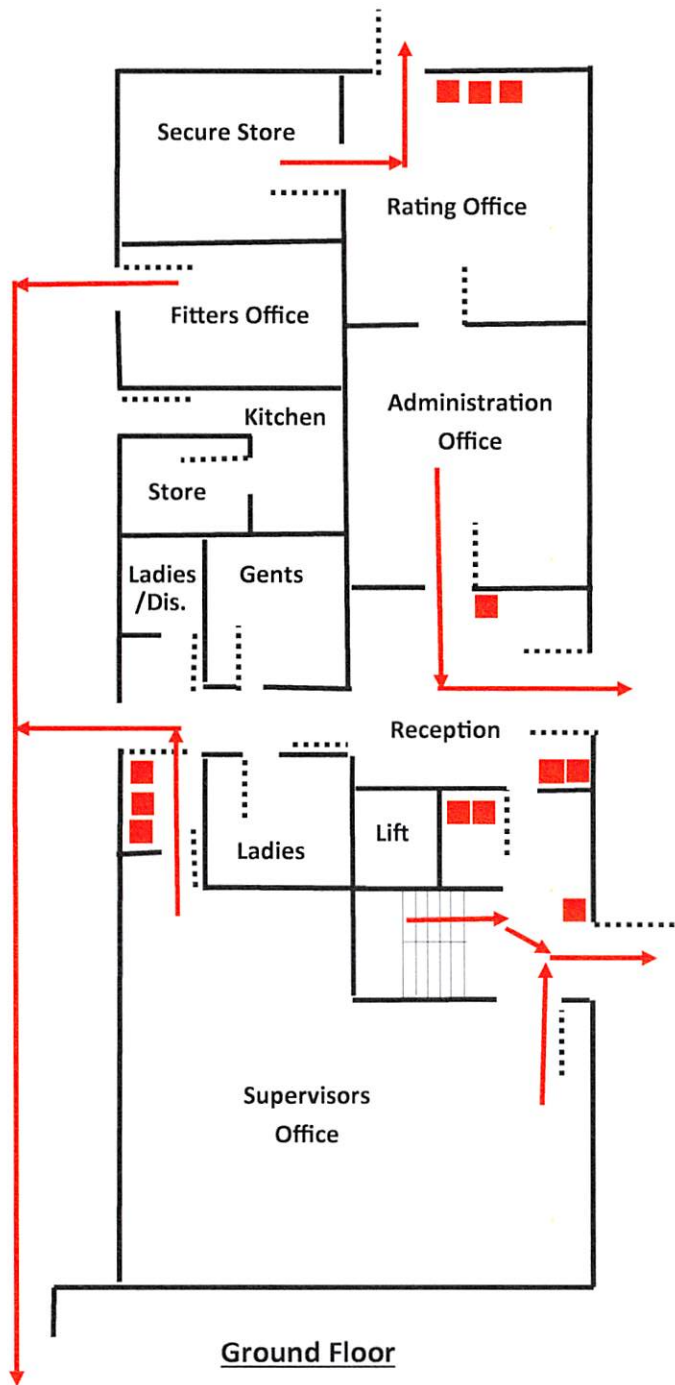 Secure Store
Rating Office
Fitters Office
Kitchen
Administration
Office
Store
Ladies
/Dis.
Gents
Reception
Ladies
Lift
Supervisors
Office
Ground Floor